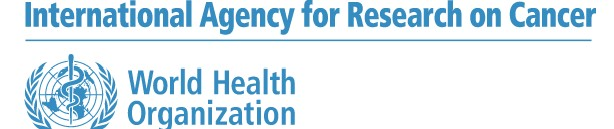 International Agency for Research on Cancer
World Health
Organization